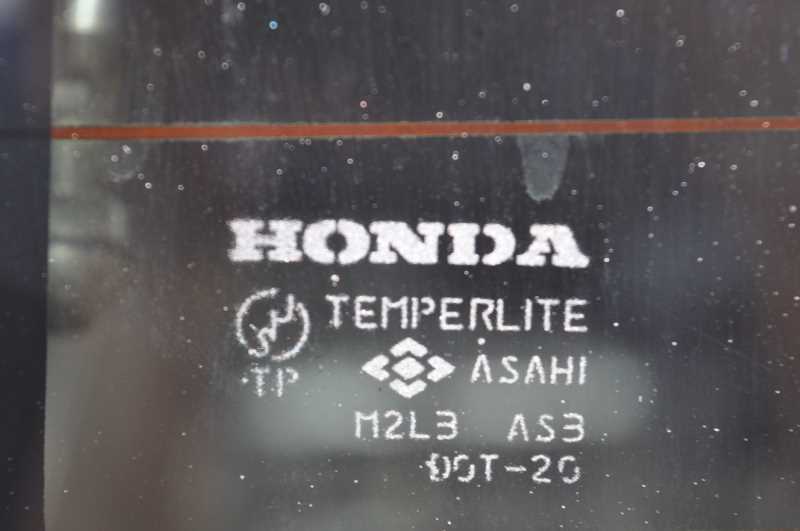 HONDA
TEMPERLITE
TP
ASAHI
M2L3 AS3
DOT-20